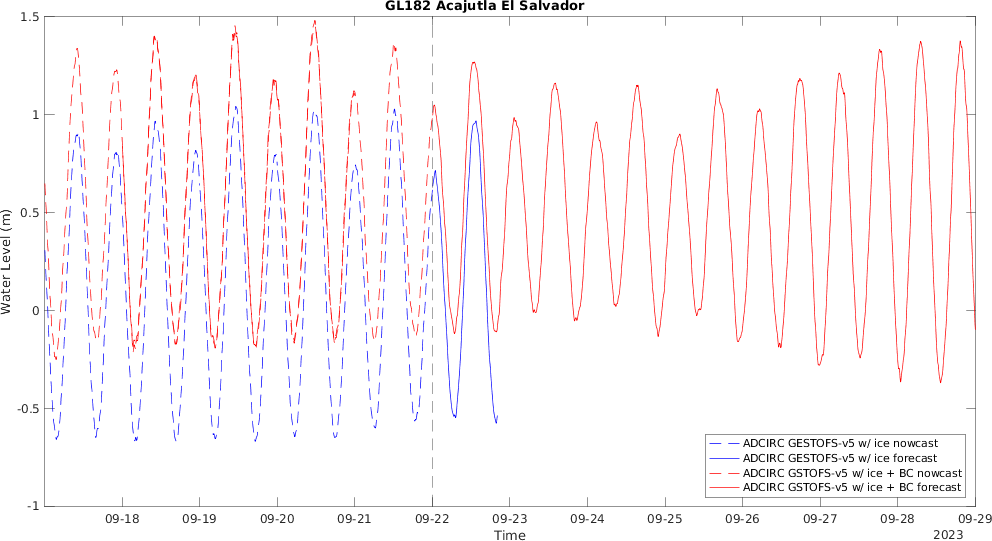 GL182 Acajutla El Salvador
Water Level (m)
1.5
1
0.5
0
-0.5
-1
09-18
09-19
09-20
09-21
09-22
09-23
09-24
09-25
09-26
09-27
09-28
09-29
Time
2023
ADCIRC GESTOFS-v5 w/ ice nowcast
ADCIRC GESTOFS-v5 w/ ice forecast
ADCIRC GSTOFS-v5 w/ ice + BC nowcast
ADCIRC GSTOFS-v5 w/ ice + BC forecast